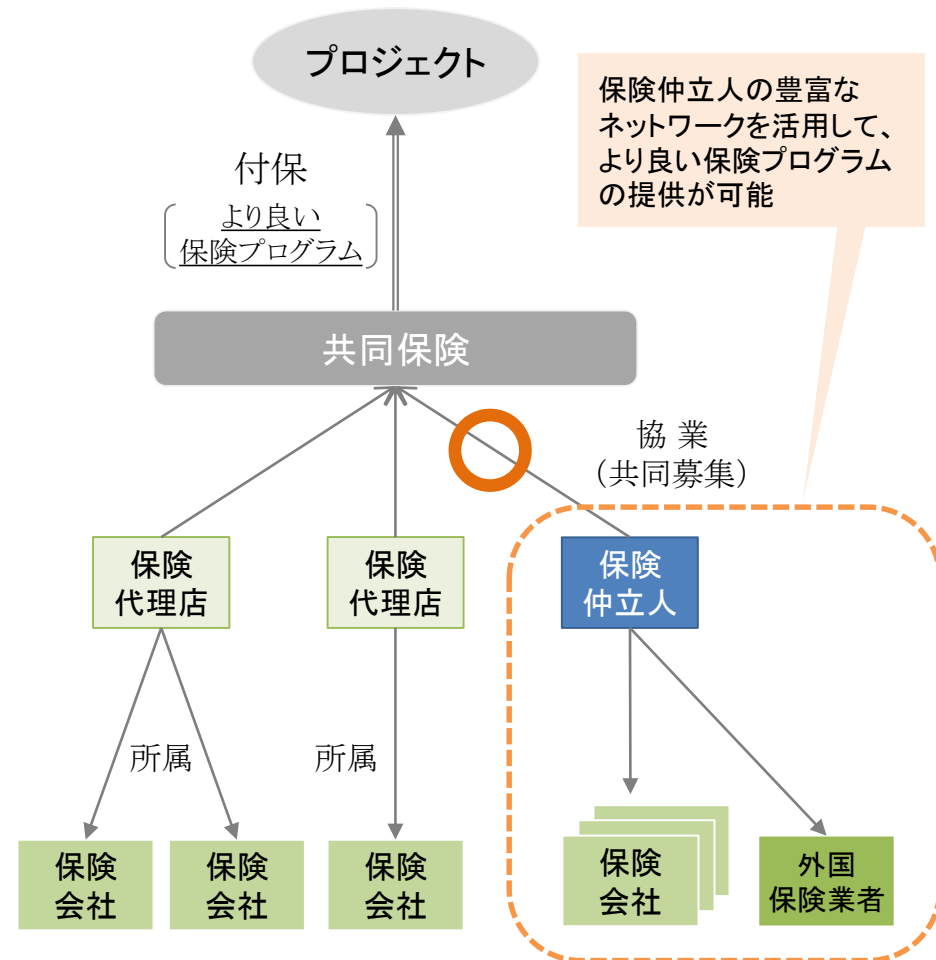 プロジェクト
保険仲立人の豊富な
ネットワークを活用して、
より良い保険プログラム
の提供が可能
付保
より良い
保険プログラム
共同保険
協 業
（共同募集）
保険
代理店
保険
代理店
保険
仲立人
所属
所属
保険
会社
保険
会社
保険
会社
保険
会社
外国
保険業者